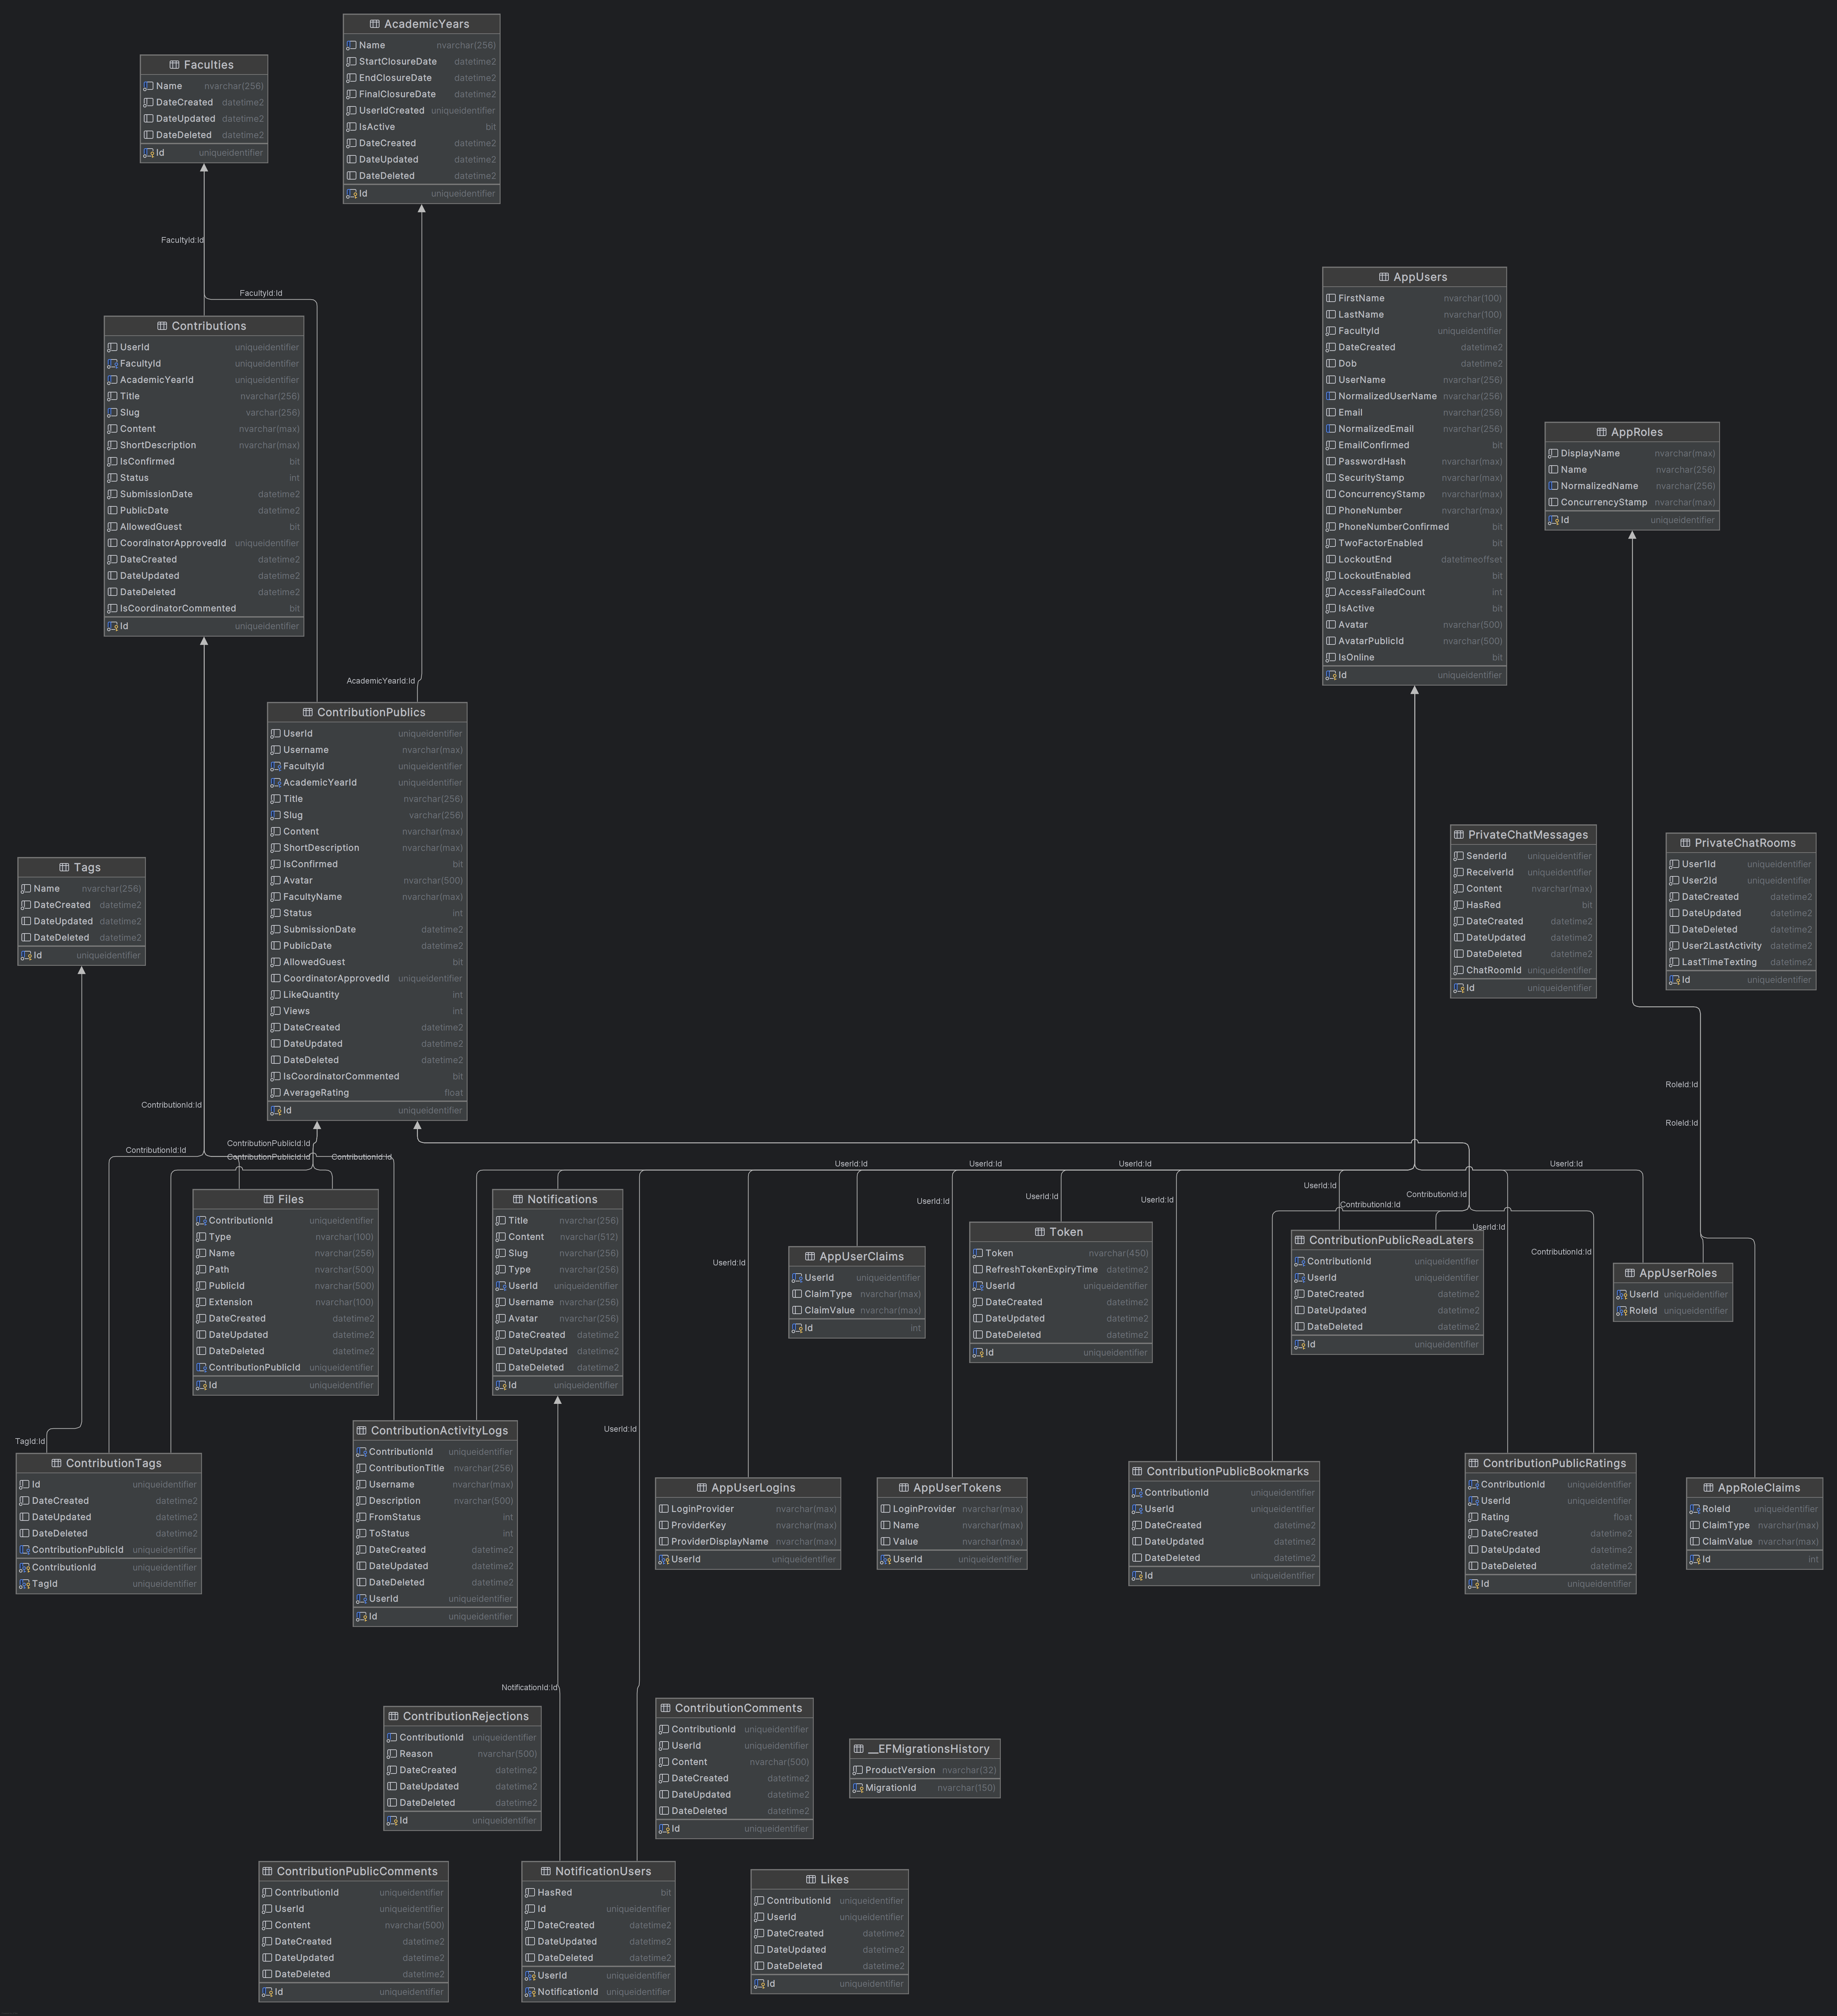 AcademicYears
Name nvarchar(256)
StartClosureDate datetime2
EndClosureDate datetime2
FinalClosureDate datetime2
UserIdCreated uniqueidentifier
IsActive bit
DateCreated datetime2
DateUpdated datetime2
DateDeleted datetime2
Id uniqueidentifier
Faculties
Name nvarchar(256)
DateCreated datetime2
DateUpdated datetime2
DateDeleted datetime2
Id uniqueidentifier
FacultyId:Id
FacultyId:Id
AppUsers
FirstName nvarchar(100)
LastName nvarchar(100)
FacultyId uniqueidentifier
DateCreated datetime2
Dob datetime2
UserName nvarchar(256)
NormalizedUserName nvarchar(256)
Email nvarchar(256)
NormalizedEmail nvarchar(256)
EmailConfirmed bit
PasswordHash nvarchar(max)
SecurityStamp nvarchar(max)
ConcurrencyStamp nvarchar(max)
PhoneNumber nvarchar(max)
PhoneNumberConfirmed bit
TwoFactorEnabled bit
LockoutEnd datetimeoffset
LockoutEnabled bit
AccessFailedCount int
IsActive bit
Avatar nvarchar(500)
AvatarPublicId nvarchar(500)
IsOnline bit
Id uniqueidentifier
Contributions
UserId uniqueidentifier
FacultyId uniqueidentifier
AcademicYearId uniqueidentifier
Title nvarchar(256)
Slug varchar(256)
Content nvarchar(max)
ShortDescription nvarchar(max)
IsConfirmed bit
Status int
SubmissionDate datetime2
PublicDate datetime2
AllowedGuest bit
CoordinatorApprovedId uniqueidentifier
DateCreated datetime2
DateUpdated datetime2
DateDeleted datetime2
IsCoordinatorCommented bit
Id uniqueidentifier
AppRoles
DisplayName nvarchar(max)
Name nvarchar(256)
NormalizedName nvarchar(256)
ConcurrencyStamp nvarchar(max)
Id uniqueidentifier
AcademicYearId:Id
ContributionPublics
UserId uniqueidentifier
Username nvarchar(max)
FacultyId uniqueidentifier
AcademicYearId uniqueidentifier
Title nvarchar(256)
Slug varchar(256)
Content nvarchar(max)
ShortDescription nvarchar(max)
IsConfirmed bit
Avatar nvarchar(500)
FacultyName nvarchar(max)
Status int
SubmissionDate datetime2
PublicDate datetime2
AllowedGuest bit
CoordinatorApprovedId uniqueidentifier
LikeQuantity int
Views int
DateCreated datetime2
DateUpdated datetime2
DateDeleted datetime2
IsCoordinatorCommented bit
AverageRating float
Id uniqueidentifier
PrivateChatMessages
SenderId uniqueidentifier
ReceiverId uniqueidentifier
Content nvarchar(max)
HasRed bit
DateCreated datetime2
DateUpdated datetime2
DateDeleted datetime2
ChatRoomId uniqueidentifier
Id uniqueidentifier
PrivateChatRooms
User1Id uniqueidentifier
User2Id uniqueidentifier
DateCreated datetime2
DateUpdated datetime2
DateDeleted datetime2
User2LastActivity datetime2
LastTimeTexting datetime2
Id uniqueidentifier
Tags
Name nvarchar(256)
DateCreated datetime2
DateUpdated datetime2
DateDeleted datetime2
Id uniqueidentifier
RoleId:Id
ContributionId:Id
RoleId:Id
ContributionPublicId:Id
ContributionId:Id
ContributionPublicId:Id
ContributionId:Id
UserId:Id
UserId:Id
UserId:Id
UserId:Id
UserId:Id
ContributionId:Id
UserId:Id
UserId:Id
UserId:Id
ContributionId:Id
UserId:Id
ContributionId:Id
UserId:Id
Files
ContributionId uniqueidentifier
Type nvarchar(100)
Name nvarchar(256)
Path nvarchar(500)
PublicId nvarchar(500)
Extension nvarchar(100)
DateCreated datetime2
DateUpdated datetime2
DateDeleted datetime2
ContributionPublicId uniqueidentifier
Id uniqueidentifier
Notifications
Title nvarchar(256)
Content nvarchar(512)
Slug nvarchar(256)
Type nvarchar(256)
UserId uniqueidentifier
Username nvarchar(256)
Avatar nvarchar(256)
DateCreated datetime2
DateUpdated datetime2
DateDeleted datetime2
Id uniqueidentifier
AppUserClaims
UserId uniqueidentifier
ClaimType nvarchar(max)
ClaimValue nvarchar(max)
Id int
Token
Token nvarchar(450)
RefreshTokenExpiryTime datetime2
UserId uniqueidentifier
DateCreated datetime2
DateUpdated datetime2
DateDeleted datetime2
Id uniqueidentifier
ContributionPublicReadLaters
ContributionId uniqueidentifier
UserId uniqueidentifier
DateCreated datetime2
DateUpdated datetime2
DateDeleted datetime2
Id uniqueidentifier
AppUserRoles
UserId uniqueidentifier
RoleId uniqueidentifier
UserId:Id
TagId:Id
ContributionTags
Id uniqueidentifier
DateCreated datetime2
DateUpdated datetime2
DateDeleted datetime2
ContributionPublicId uniqueidentifier
ContributionId uniqueidentifier
TagId uniqueidentifier
ContributionActivityLogs
ContributionId uniqueidentifier
ContributionTitle nvarchar(256)
Username nvarchar(max)
Description nvarchar(500)
FromStatus int
ToStatus int
DateCreated datetime2
DateUpdated datetime2
DateDeleted datetime2
UserId uniqueidentifier
Id uniqueidentifier
AppUserLogins
LoginProvider nvarchar(max)
ProviderKey nvarchar(max)
ProviderDisplayName nvarchar(max)
UserId uniqueidentifier
AppUserTokens
LoginProvider nvarchar(max)
Name nvarchar(max)
Value nvarchar(max)
UserId uniqueidentifier
ContributionPublicBookmarks
ContributionId uniqueidentifier
UserId uniqueidentifier
DateCreated datetime2
DateUpdated datetime2
DateDeleted datetime2
Id uniqueidentifier
ContributionPublicRatings
ContributionId uniqueidentifier
UserId uniqueidentifier
Rating float
DateCreated datetime2
DateUpdated datetime2
DateDeleted datetime2
Id uniqueidentifier
AppRoleClaims
RoleId uniqueidentifier
ClaimType nvarchar(max)
ClaimValue nvarchar(max)
Id int
NotificationId:Id
ContributionRejections
ContributionId uniqueidentifier
Reason nvarchar(500)
DateCreated datetime2
DateUpdated datetime2
DateDeleted datetime2
Id uniqueidentifier
ContributionComments
ContributionId uniqueidentifier
UserId uniqueidentifier
Content nvarchar(500)
DateCreated datetime2
DateUpdated datetime2
DateDeleted datetime2
Id uniqueidentifier
__EFMigrationsHistory
ProductVersion nvarchar(32)
MigrationId nvarchar(150)
ContributionPublicComments
ContributionId uniqueidentifier
UserId uniqueidentifier
Content nvarchar(500)
DateCreated datetime2
DateUpdated datetime2
DateDeleted datetime2
Id uniqueidentifier
NotificationUsers
HasRed bit
Id uniqueidentifier
DateCreated datetime2
DateUpdated datetime2
DateDeleted datetime2
UserId uniqueidentifier
NotificationId uniqueidentifier
Likes
ContributionId uniqueidentifier
UserId uniqueidentifier
DateCreated datetime2
DateUpdated datetime2
DateDeleted datetime2
Id uniqueidentifier